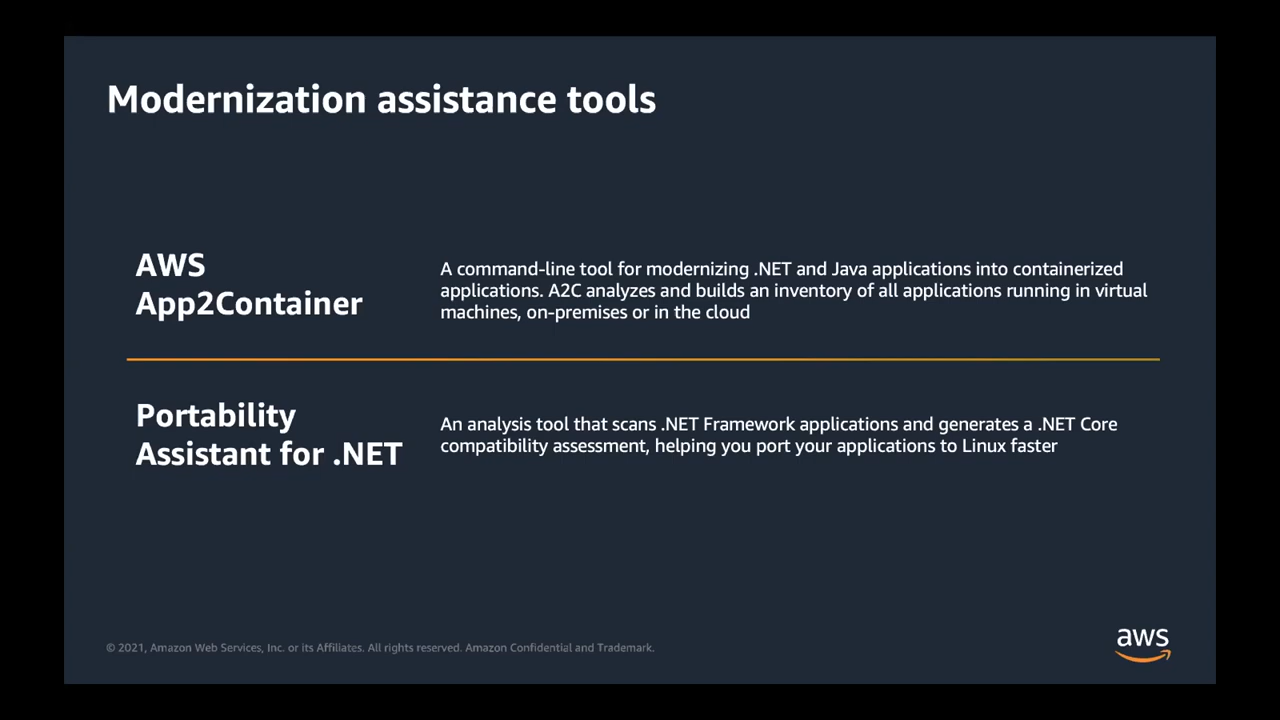 Modernization assistance tools
AWS
App2Container
A command-line tool for modernizing .NET and Java applications into containerized
applications. A2C analyzes and builds an inventory of all applications running in virtual
machines, on-premises or in the cloud
Portability
Assistant for .NET
An analysis tool that scans .NET Framework applications and generates a .NET Core
compatibility assessment, helping you port your applications to Linux faster
© 2021, Amazon Web Services, Inc. or its Affiliates. All rights reserved. Amazon Confidential and Trademark.
aws